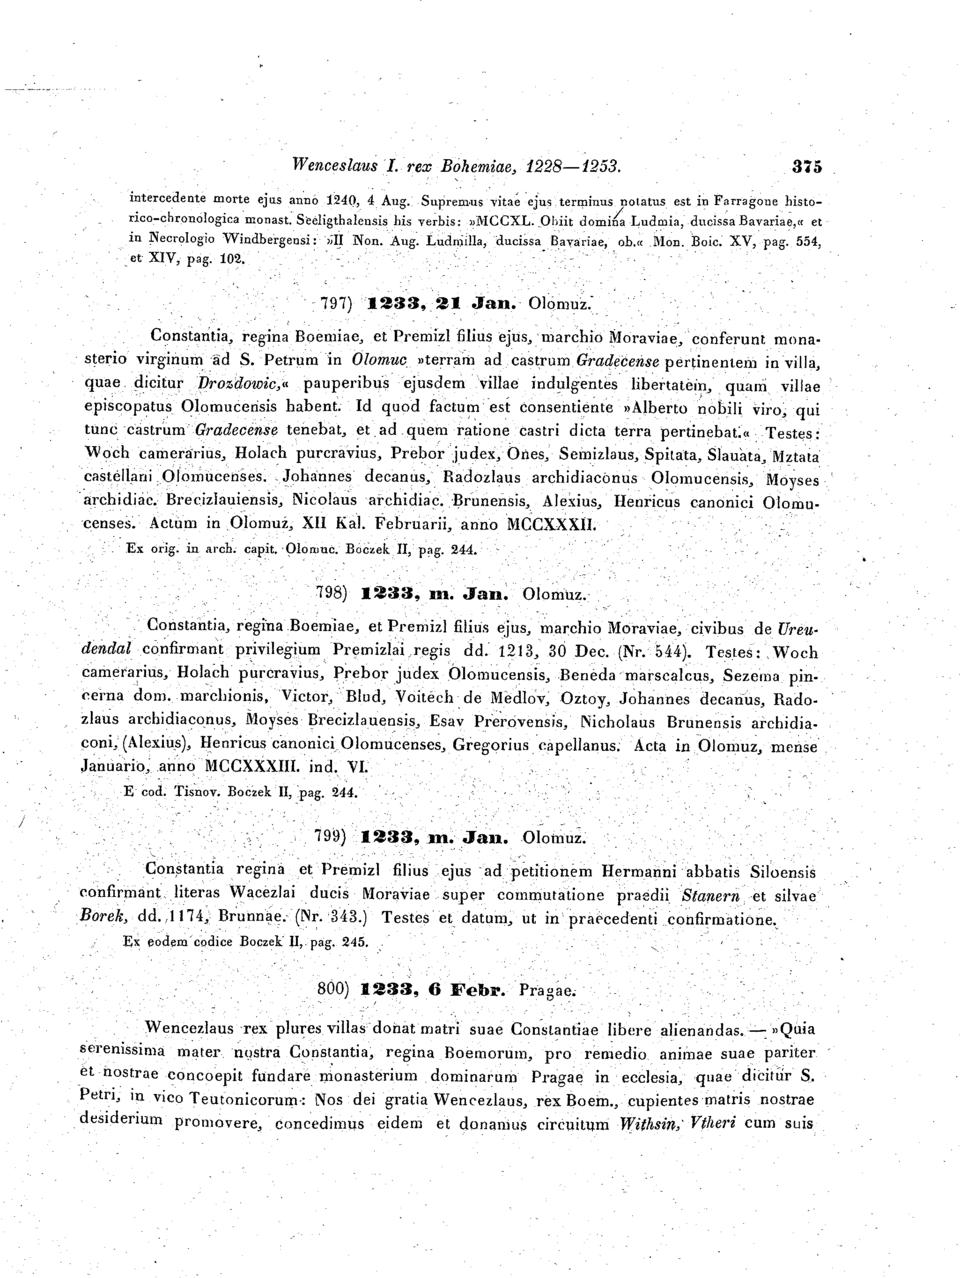 Wenceslaus I. rex Bohemiae, 1228—1253. 375
intercedente morte ejus anno 1240, 4 Aug. Supremus vitae ejus terminus notatus est in Farragone histo-
rico-chronologica monast. Seeligthalensis his verbis: »MCCXL. Obiit domina Ludmia, ducissa Bavariae,« et
in Necrologio Windbergensi: »II Non. Aug. Ludmilla, ducissa Bavariae, ob.« Mon. Boic. XV, pag. 554,
et XIV, pag. 102.
797) 1233, 21 Jan. Olomuz.
Constantia, regina Boemiae, et Premizl filius ejus, marchio Moraviae, conferunt mona-
sterio virginum ad S. Petrum in Olomuc »terram ad castrum Gradecense pertinentem in villa,
quae dicitur Drozdowic,« pauperibus ejusdem villae indulgentes libertatem, quam villae
episcopatus Olomucensis habent. Id quod factum est consentiente »Alberto nobili viro, qui
tunc castrum Gradecense tenebat, et ad quem ratione castri dicta terra pertinebat.« Testes:
Woch camerarius, Holach purcravius, Prebor judex, Ones, Semizlaus, Spitata, Slauata, Mztata
castellani Olomucenses. Johannes decanus, Radozlaus archidiaconus Olomucensis, Moyses
archidiac. Brecizlauiensis, Nicolaus archidiac. Brunensis, Alexius, Henricus canonici Olomu-
censes. Actum in Olomuz, XII Kal. Februarii, anno MCCXXXII.
Ex orig. in arch. capit. Olomuc. Boczek II, pag. 244.
798) 1233, m. Jan. Olomuz.
Constantia, regina Boemiae, et Premizl filius ejus, marchio Moraviae, civibus de Ureu-
dendal confirmant privilegium Premizlai regis dd. 1213, 30 Dec. (Nr. 544). Testes: Woch
camerarius, Holach purcravius, Prebor judex Olomucensis, Beneda marscalcus, Sezema pin-
cerna dom. marchionis, Victor, Blud, Voitech de Medlov, Oztoy, Johannes decanus, Rado-
zlaus archidiaconus, Moyses Brecizlauensis, Esav Prerovensis, Nicholaus Brunensis archidia-
coni, (Alexius), Henricus canonici Olomucenses, Gregorius capellanus. Acta in Olomuz, mense
Januario, anno MCCXXXIII. ind. VI.
E cod. Tisnov. Boczek II, pag. 244.
799) 1233, m. Jan. Olomuz.
Constantia regina et Premizl filius ejus ad petitionem Hermanni abbatis Siloensis
confirmant literas Wacezlai ducis Moraviae super commutatione praedii Stanern et silvae
Borek, dd. 1174, Brunnae. (Nr. 343.) Testes et datum, ut in praecedenti confirmatione.
Ex eodem codice Boczek II, pag. 245.
800) 1233, 6 Febr. Pragae.
Wencezlaus rex plures villas donat matri suae Constantiae libere alienandas. — »Quia
serenissima mater nostra Constantia, regina Boemorum, pro remedio animae suae pariter
et nostrae concoepit fundare monasterium dominarum Pragae in ecclesia, quae dicitur S.
Petri, in vico Teutonicorum: Nos dei gratia Wencezlaus, rex Boem., cupientes matris nostrae
desiderium promovere, concedimus eidem et donamus circuitum Withsin, Vtheri cum suis